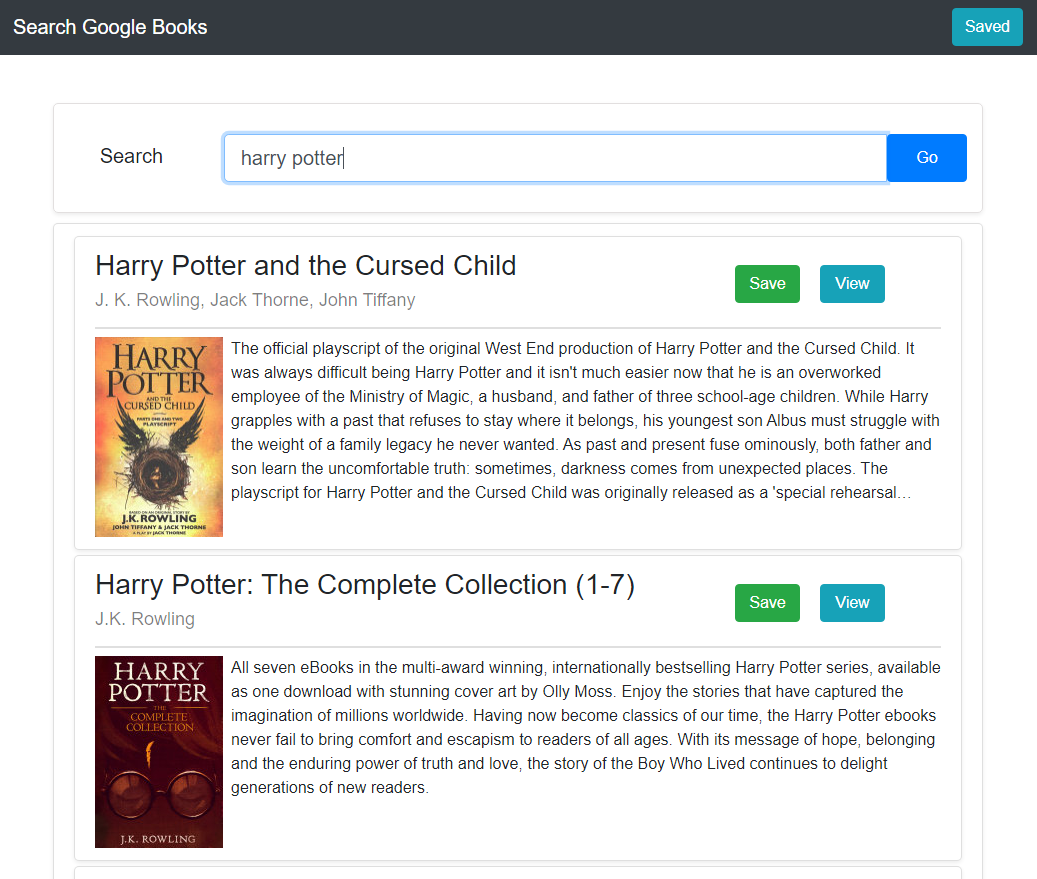 Search Google Books
Saved
Search
harry potter
Go
Harry Potter and the Cursed Child
J. K. Rowling, Jack Thorne, John Tiffany
Save
View
HARRY
POTTER
AND THE
CURSED CHILD
PARTS ONE AND TWO
PLAYSCRIPT
BASED ON AN ORIGINAL STORY BY
J.K. ROWLING
JOHN TIFFANY & JACK THORNE
A PLAY BY JACK THORNE
The official playscript of the original West End production of Harry Potter and the Cursed Child. It
was always difficult being Harry Potter and it isn't much easier now that he is an overworked
employee of the Ministry of Magic, a husband, and father of three school-age children. While Harry
grapples with a past that refuses to stay where it belongs, his youngest son Albus must struggle with
the weight of a family legacy he never wanted. As past and present fuse ominously, both father and
son learn the uncomfortable truth: sometimes, darkness comes from unexpected places. The
playscript for Harry Potter and the Cursed Child was originally released as a 'special rehearsal...
Harry Potter: The Complete Collection (1-7)
J.K. Rowling
Save
View
HARRY
POTTER
THE
COMPLETE
COLLECTION
J.K. ROWLING
All seven eBooks in the multi-award winning, internationally bestselling Harry Potter series, available
as one download with stunning cover art by Olly Moss. Enjoy the stories that have captured the
imagination of millions worldwide. Having now become classics of our time, the Harry Potter ebooks
never fail to bring comfort and escapism to readers of all ages. With its message of hope, belonging
and the enduring power of truth and love, the story of the Boy Who Lived continues to delight
generations of new readers.